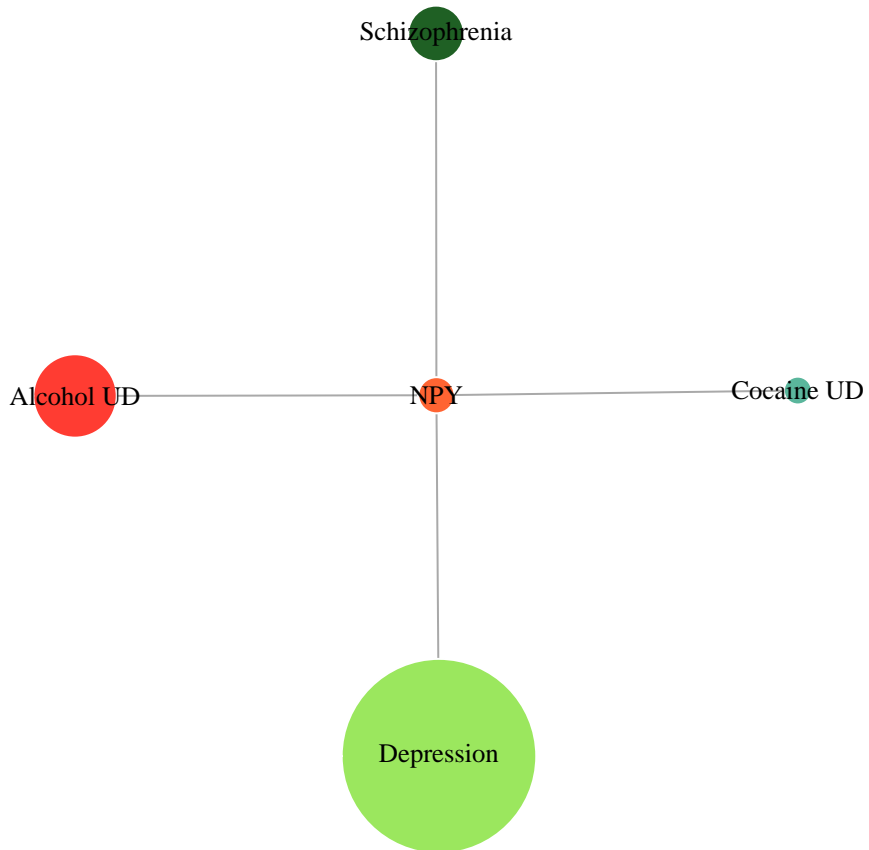 Schizophrenia
Alcohol UD
NPY
Cocaine UD
Depression